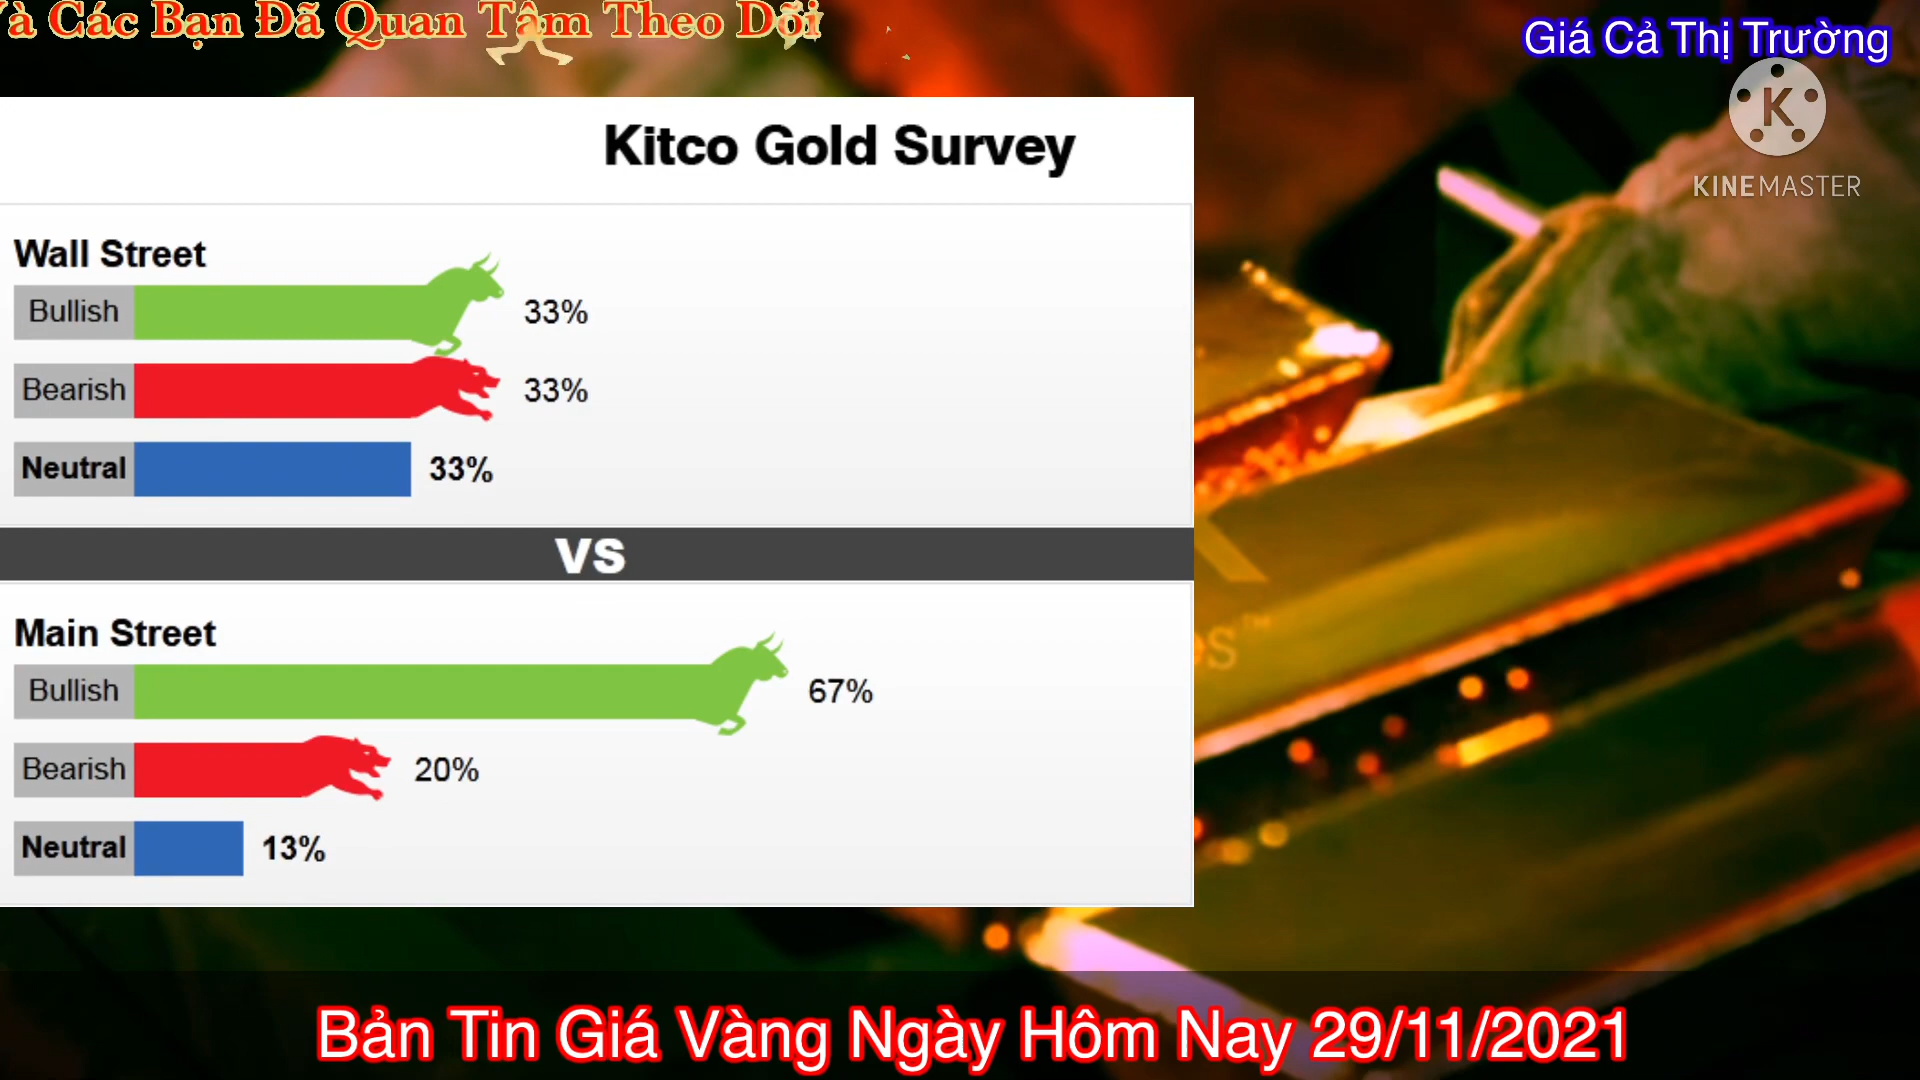 à Các Bạn Đã Quan Tâm Theo Dõi
Giá Cả Thị Trường
K
KINEMASTER
Kitco Gold Survey
Wall Street
Bullish 33%
Bearish 33%
Neutral 33%
VS
Main Street
Bullish 67%
Bearish 20%
Neutral 13%
es™
Bản Tin Giá Vàng Ngày Hôm Nay 29/11/2021